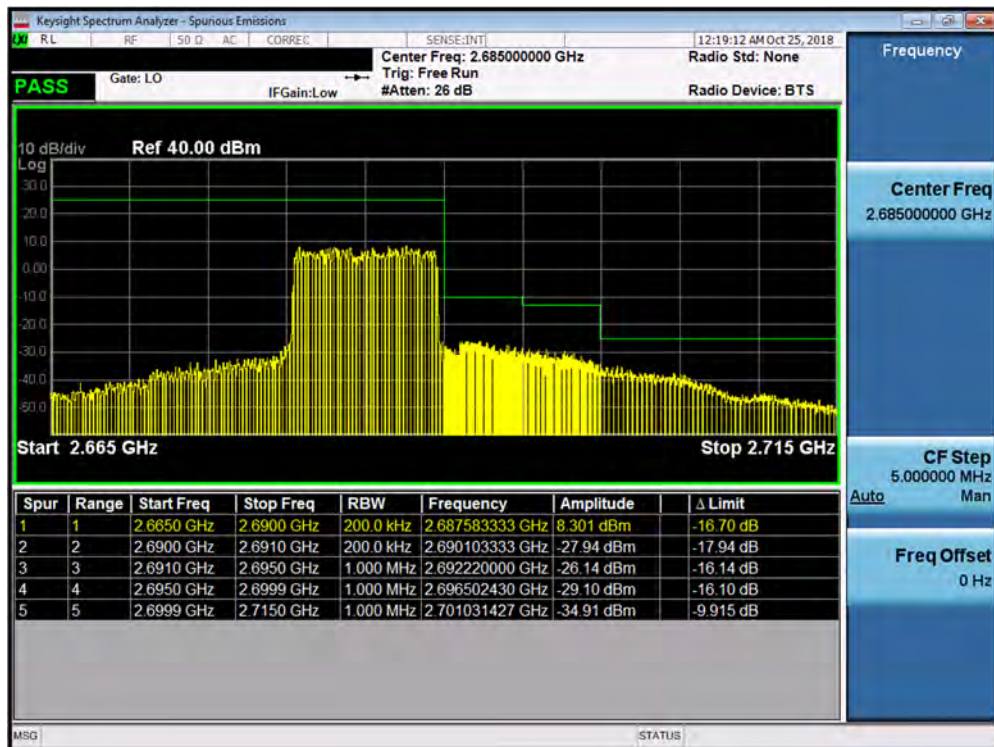 Keysight Spectrum Analyzer - Spurious Emissions
LXI RL RF 50 Ω AC CORREC SENSE:INT 12:19:12 AM Oct 25, 2018
Center Freq: 2.685000000 GHz Radio Std: None
PASS Gate: LO Trig: Free Run
IFGain:Low #Atten: 26 dB Radio Device: BTS
10 dB/div Ref 40.00 dBm
Log
30.0
20.0
10.0
0.00
-10.0
-20.0
-30.0
-40.0
-50.0
Start 2.665 GHz Stop 2.715 GHz
Spur Range Start Freq Stop Freq RBW Frequency Amplitude Δ Limit
1 1 2.6650 GHz 2.6900 GHz 200.0 kHz 2.687583333 GHz 8.301 dBm -16.70 dB
2 2 2.6900 GHz 2.6910 GHz 200.0 kHz 2.690103333 GHz -27.94 dBm -17.94 dB
3 3 2.6910 GHz 2.6950 GHz 1.000 MHz 2.692220000 GHz -26.14 dBm -16.14 dB
4 4 2.6950 GHz 2.6999 GHz 1.000 MHz 2.696502430 GHz -29.10 dBm -16.10 dB
5 5 2.6999 GHz 2.7150 GHz 1.000 MHz 2.701031427 GHz -34.91 dBm -9.915 dB
MSG STATUS
Frequency
Center Freq
2.685000000 GHz
CF Step
5.000000 MHz
Auto Man
Freq Offset
0 Hz